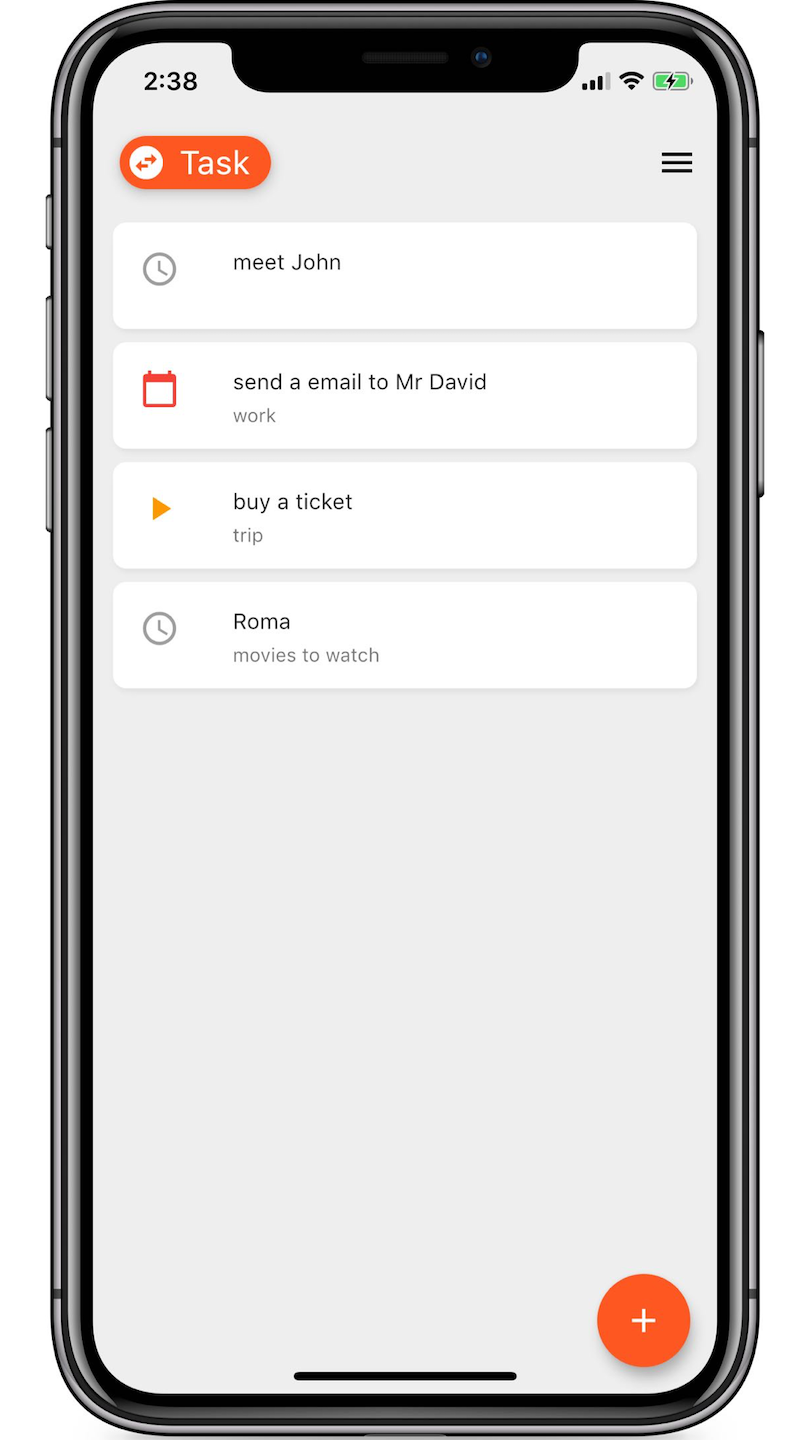 2:38
Task
meet John
send a email to Mr David
work
buy a ticket
trip
Roma
movies to watch